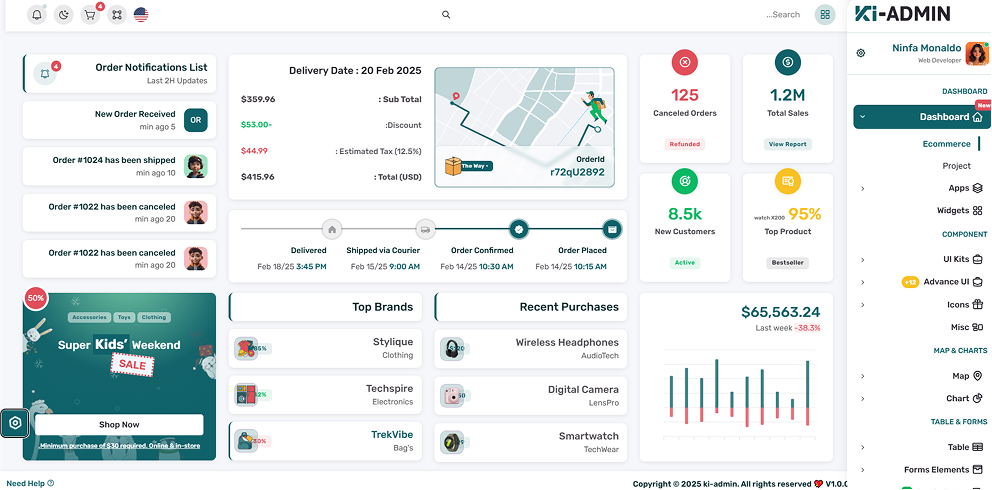 4
...Search
Ki-ADMIN
Ninfa Monaldo
Web Developer
DASHBOARD
New
Dashboard
Ecommerce
Project
Apps
Widgets
COMPONENT
UI Kits
+12
Advance UI
Icons
Misc
MAP & CHARTS
Map
Chart
TABLE & FORMS
Table
Forms Elements
Order Notifications List
4
Last 2H Updates
New Order Received
OR
min ago 5
Order #1024 has been shipped
min ago 10
Order #1022 has been canceled
min ago 20
Order #1022 has been canceled
min ago 20
Delivery Date : 20 Feb 2025
$359.96
: Sub Total
$53.00-
:Discount
$44.99
: Estimated Tax (12.5%)
$415.96
: Total (USD)
The Way •
OrderId
r72qU2892
Delivered
Shipped via Courier
Order Confirmed
Order Placed
Feb 18/25 3:45 PM
Feb 15/25 9:00 AM
Feb 14/25 10:30 AM
Feb 14/25 10:15 AM
125
Canceled Orders
Refunded
1.2M
Total Sales
View Report
8.5k
New Customers
Active
watch X200 95%
Top Product
Bestseller
50%
Accessories
Toys
Clothing
Super Kids' Weekend
SALE
Shop Now
.Minimum purchase of $30 required. Online & in-store
Top Brands
Stylique
Clothing
Techspire
Electronics
TrekVibe
Bag's
30%
Recent Purchases
Wireless Headphones
AudioTech
Digital Camera
LensPro
Smartwatch
TechWear
$65,563.24
Last week -38.3%
Need Help
Copyright © 2025 ki-admin. All rights reserved V1.0.0